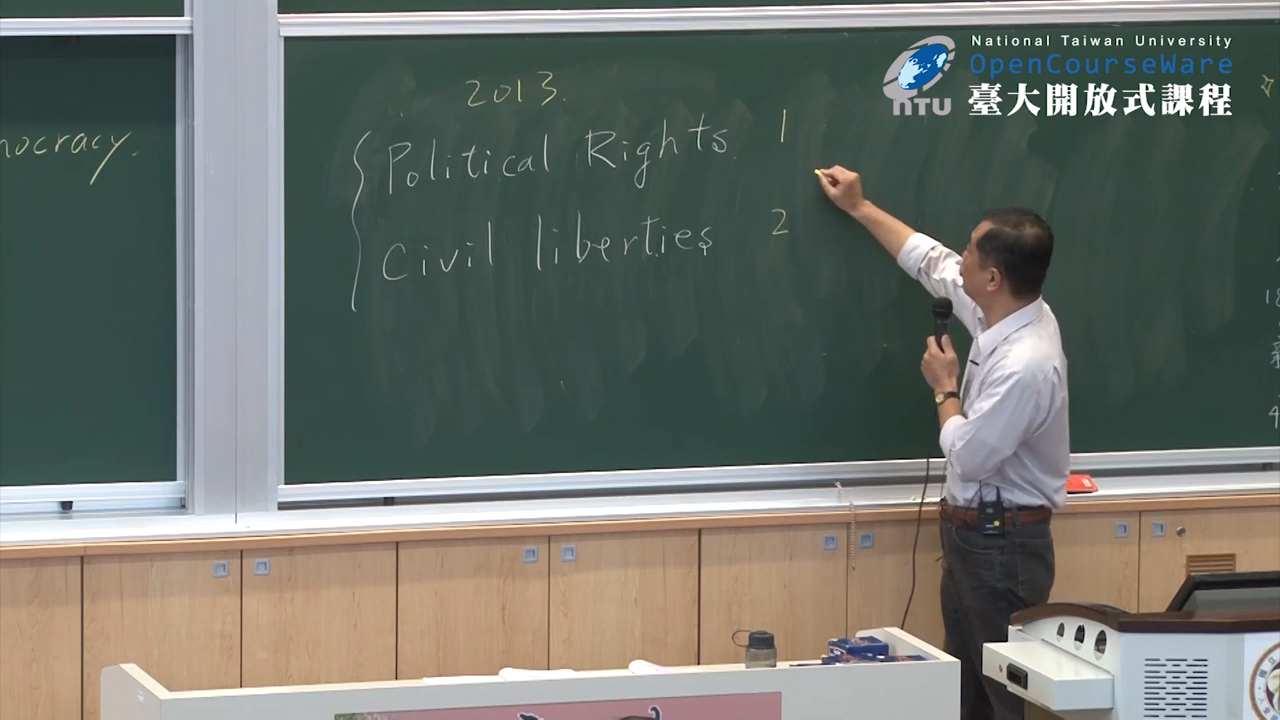 National Taiwan University
OpenCourseWare
NTU 臺大開放式課程
2013.
Political Rights 1
Civil liberties 2
nocracy.
18